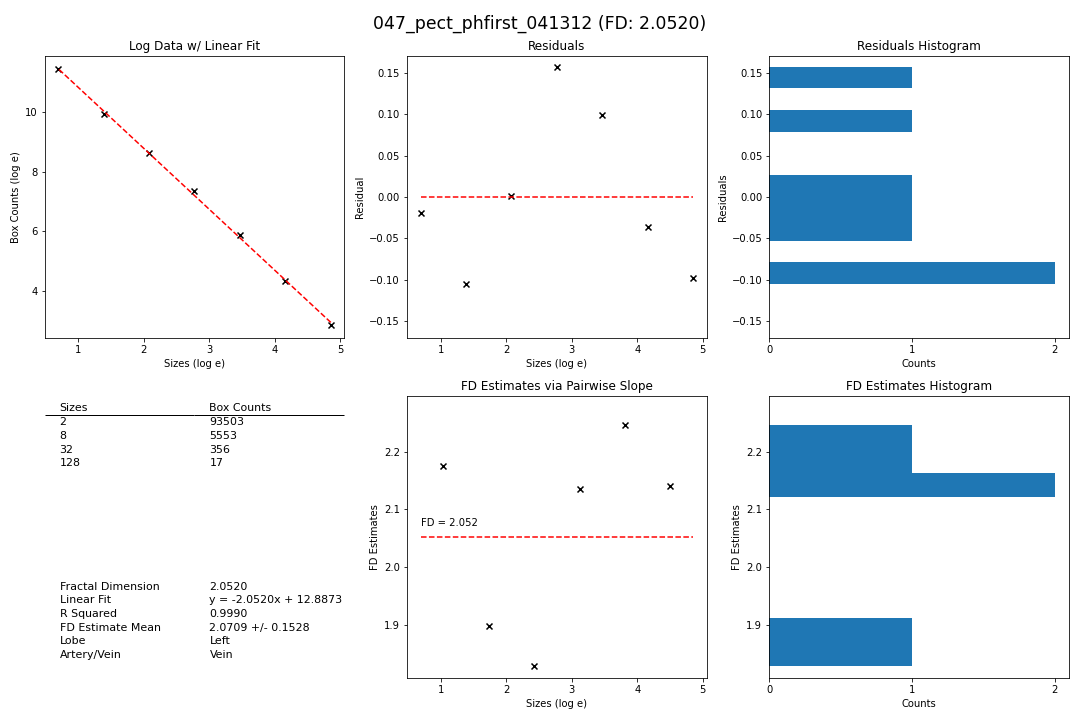 047_pect_phfirst_041312 (FD: 2.0520)
Log Data w/ Linear Fit
Box Counts (log e)
10
8
6
4
1 2 3 4 5
Sizes (log e)
Residuals
Residual
0.15
0.10
0.05
0.00
−0.05
−0.10
−0.15
1 2 3 4 5
Sizes (log e)
Residuals Histogram
Residuals
0.15
0.10
0.05
0.00
−0.05
−0.10
−0.15
0 1 2
Counts
Sizes Box Counts
2 93503
8 5553
32 356
128 17
Fractal Dimension 2.0520
Linear Fit y = -2.0520x + 12.8873
R Squared 0.9990
FD Estimate Mean 2.0709 +/- 0.1528
Lobe Left
Artery/Vein Vein
FD Estimates via Pairwise Slope
FD Estimates
2.2
2.1
2.0
1.9
FD = 2.052
1 2 3 4 5
Sizes (log e)
FD Estimates Histogram
FD Estimates
2.2
2.1
2.0
1.9
0 1 2
Counts